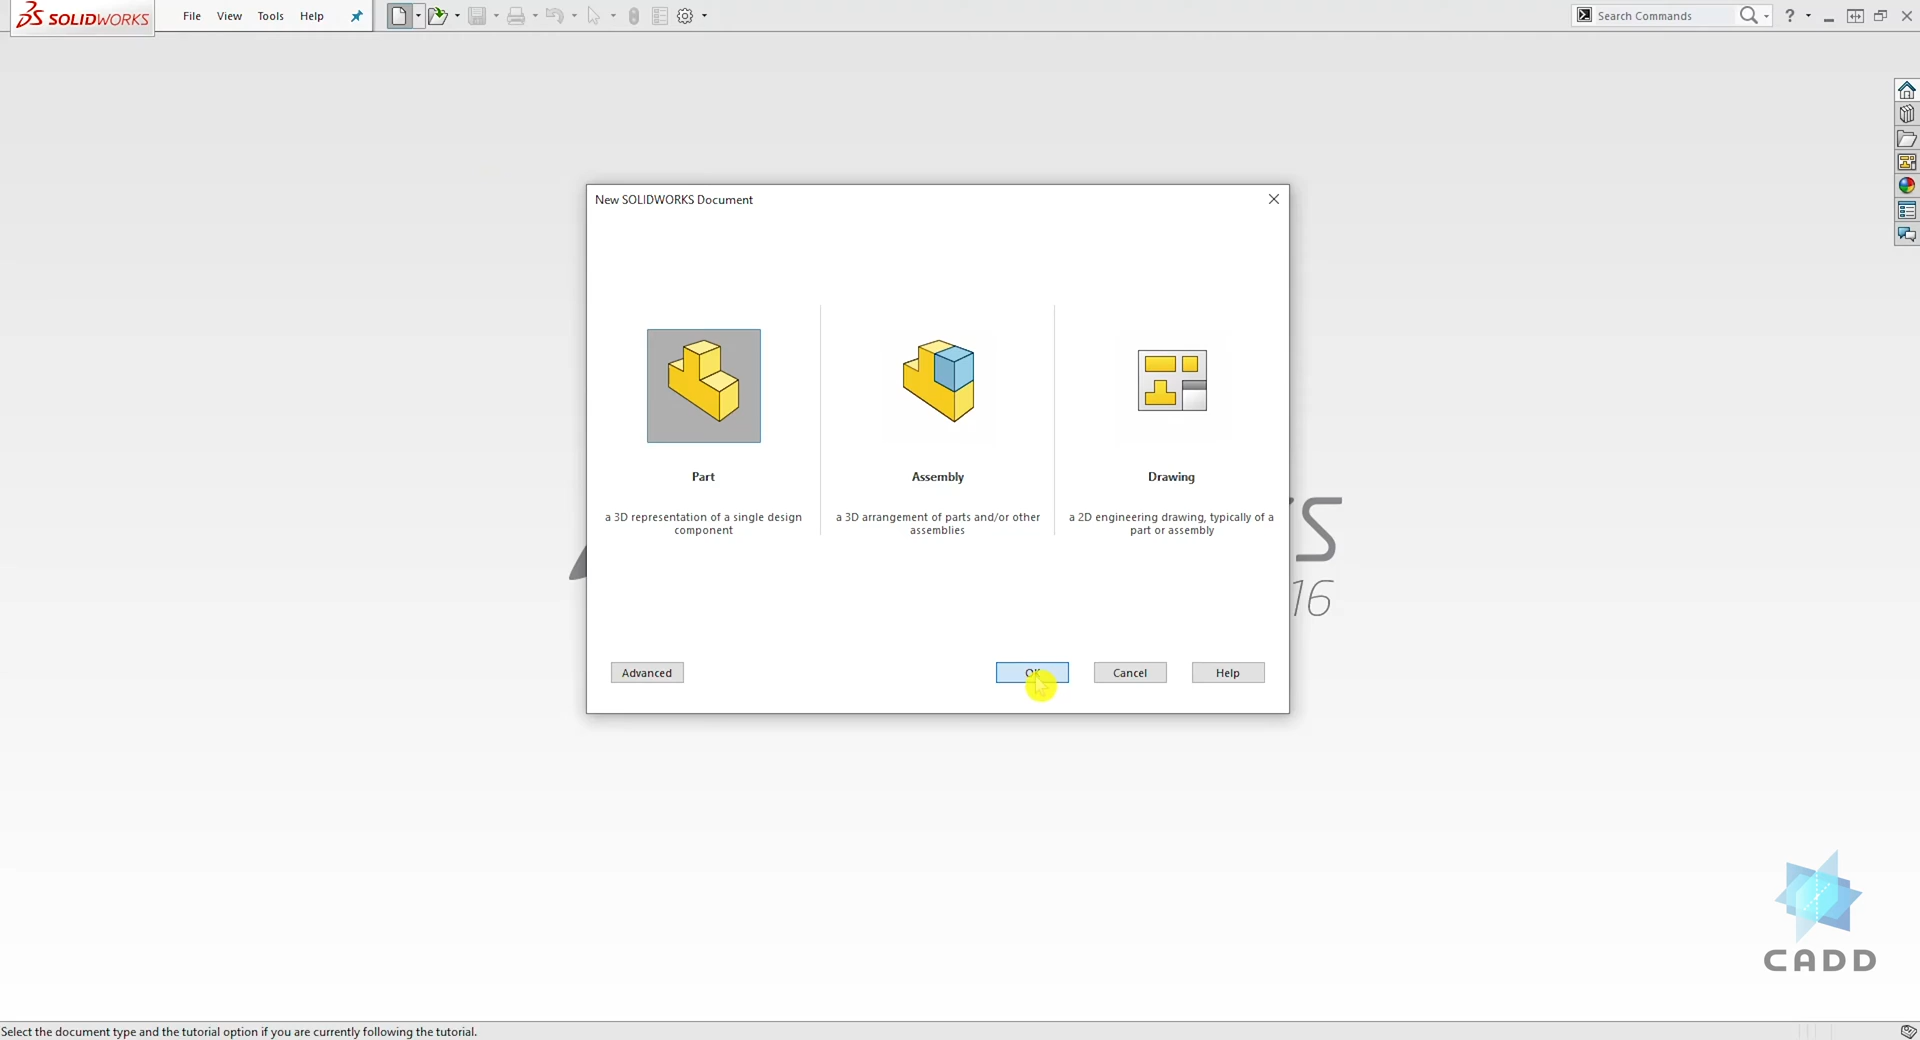 SOLIDWORKS File View Tools Help Search Commands ?
New SOLIDWORKS Document
Part Assembly Drawing
a 3D representation of a single design a 3D arrangement of parts and/or other a 2D engineering drawing, typically of a
component assemblies part or assembly
S
16
Advanced Cancel Help
CADD
Select the document type and the tutorial option if you are currently following the tutorial.